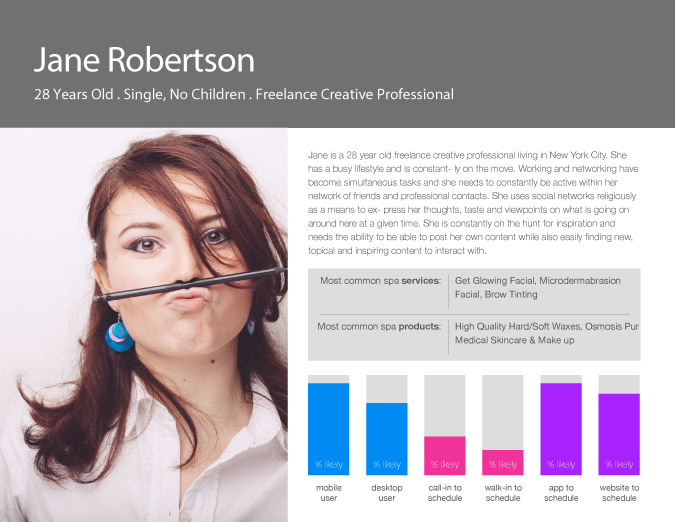 Jane Robertson
28 Years Old . Single, No Children . Freelance Creative Professional
Jane is a 28 year old freelance creative professional living in New York City. She
has a busy lifestyle and is constant- ly on the move. Working and networking have
become simultaneous tasks and she needs to constantly be active within her
network of friends and professional contacts. She uses social networks religiously
as a means to ex- press her thoughts, taste and viewpoints on what is going on
around here at a given time. She is constantly on the hunt for inspiration and
needs the ability to be able to post her own content while also easily finding new,
topical and inspiring content to interact with.
Most common spa services:
Get Glowing Facial, Microdermabrasion
Facial, Brow Tinting
Most common spa products:
High Quality Hard/Soft Waxes, Osmosis Pur
Medical Skincare & Make up
% likely % likely % likely % likely % likely % likely
mobile desktop call-in to walk-in to app to website to
user user schedule schedule schedule schedule